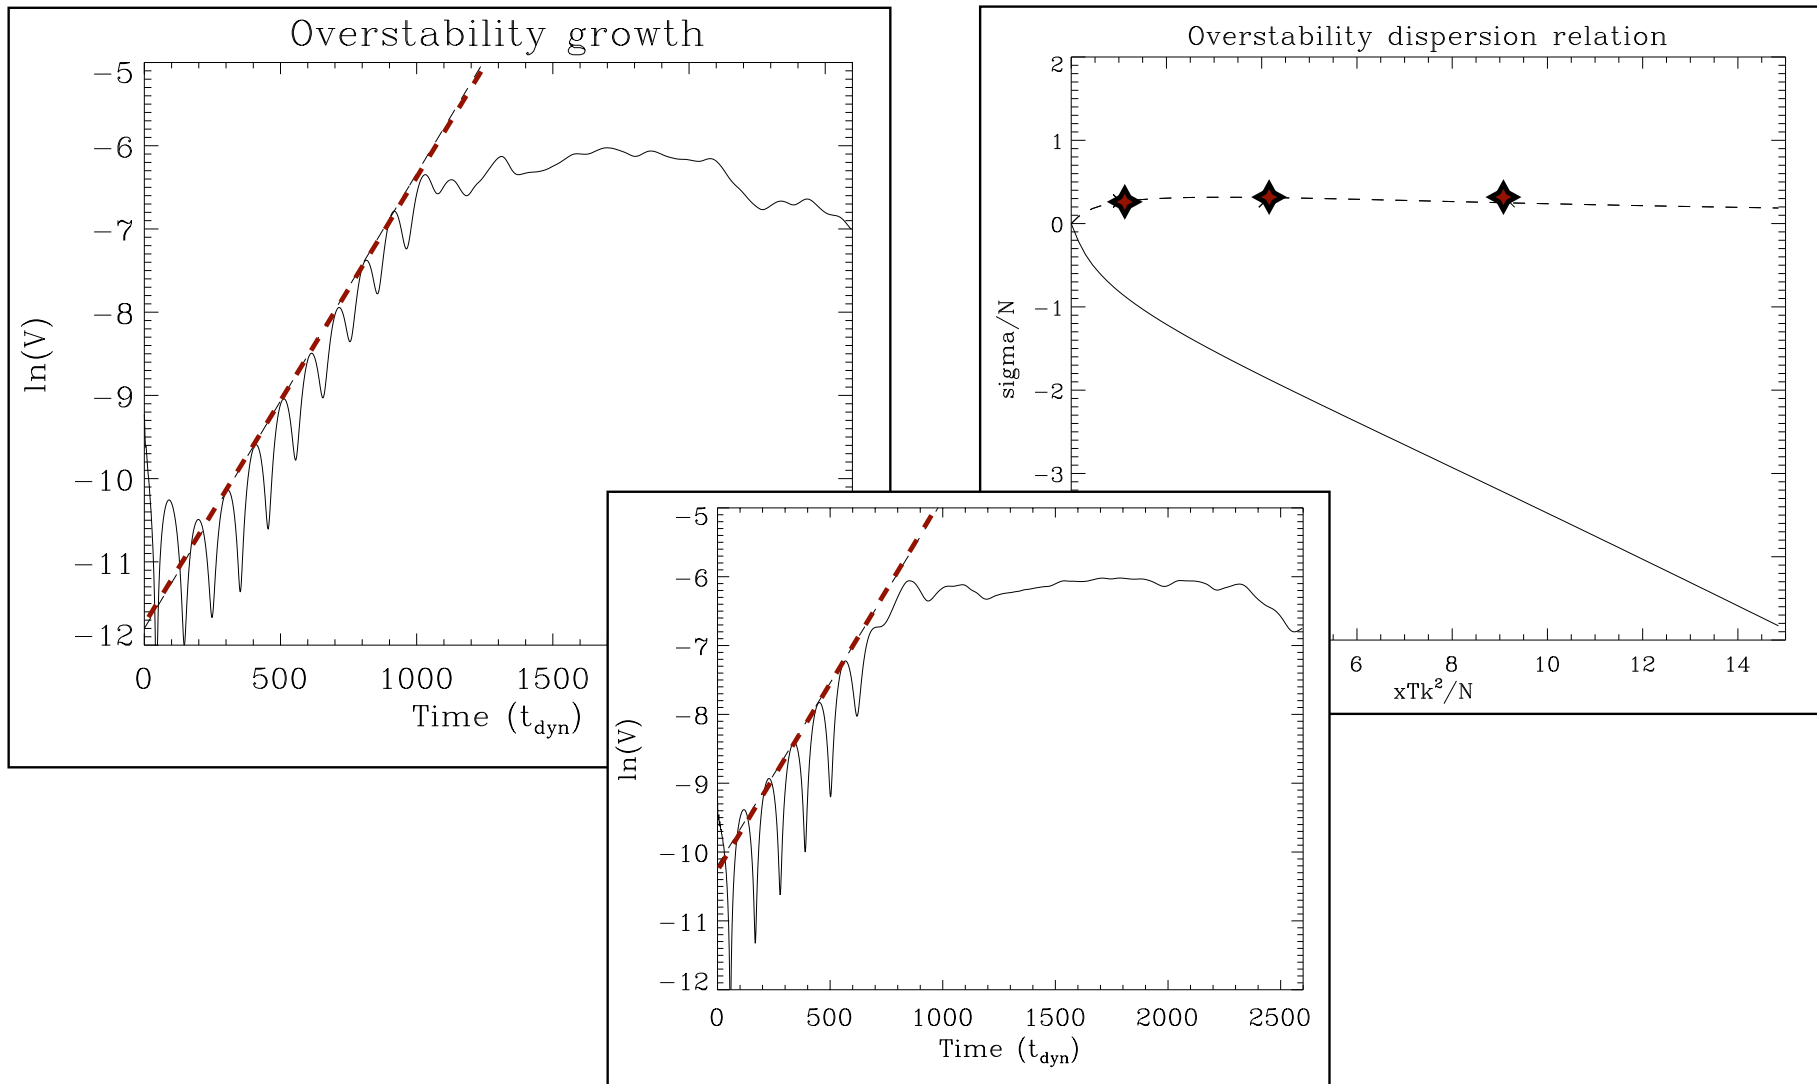 Overstability growth
−5
−6
−7
−8
−9
−10
−11
−12
ln(V)
0 500 1000 1500
Time (t_dyn)
Overstability dispersion relation
2
1
0
−1
−2
−3
sigma/N
6 8 10 12 14
xTk²/N
−5
−6
−7
−8
−9
−10
−11
−12
ln(V)
0 500 1000 1500 2000 2500
Time (t_dyn)